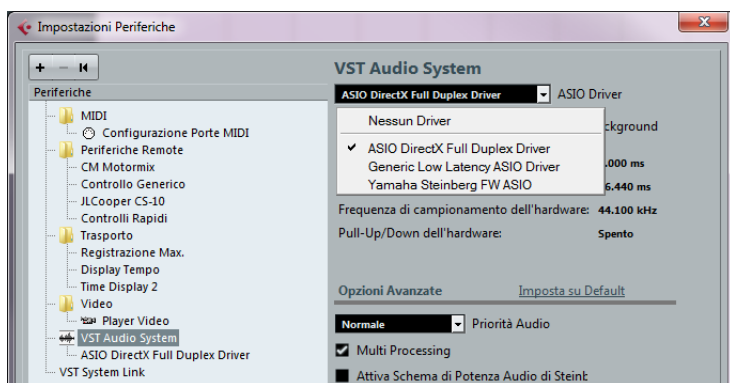 Impostazioni Periferiche
Periferiche
MIDI
Configurazione Porte MIDI
Periferiche Remote
CM Motormix
Controllo Generico
JLCooper CS-10
Controlli Rapidi
Trasporto
Registrazione Max.
Display Tempo
Time Display 2
Video
Player Video
VST Audio System
ASIO DirectX Full Duplex Driver
VST System Link
VST Audio System
ASIO DirectX Full Duplex Driver ASIO Driver
Nessun Driver
ckground
ASIO DirectX Full Duplex Driver
Generic Low Latency ASIO Driver .000 ms
Yamaha Steinberg FW ASIO 6.440 ms
Frequenza di campionamento dell'hardware: 44.100 kHz
Pull-Up/Down dell'hardware: Spento
Opzioni Avanzate Imposta su Default
Normale Priorità Audio
Multi Processing
Attiva Schema di Potenza Audio di Steinb